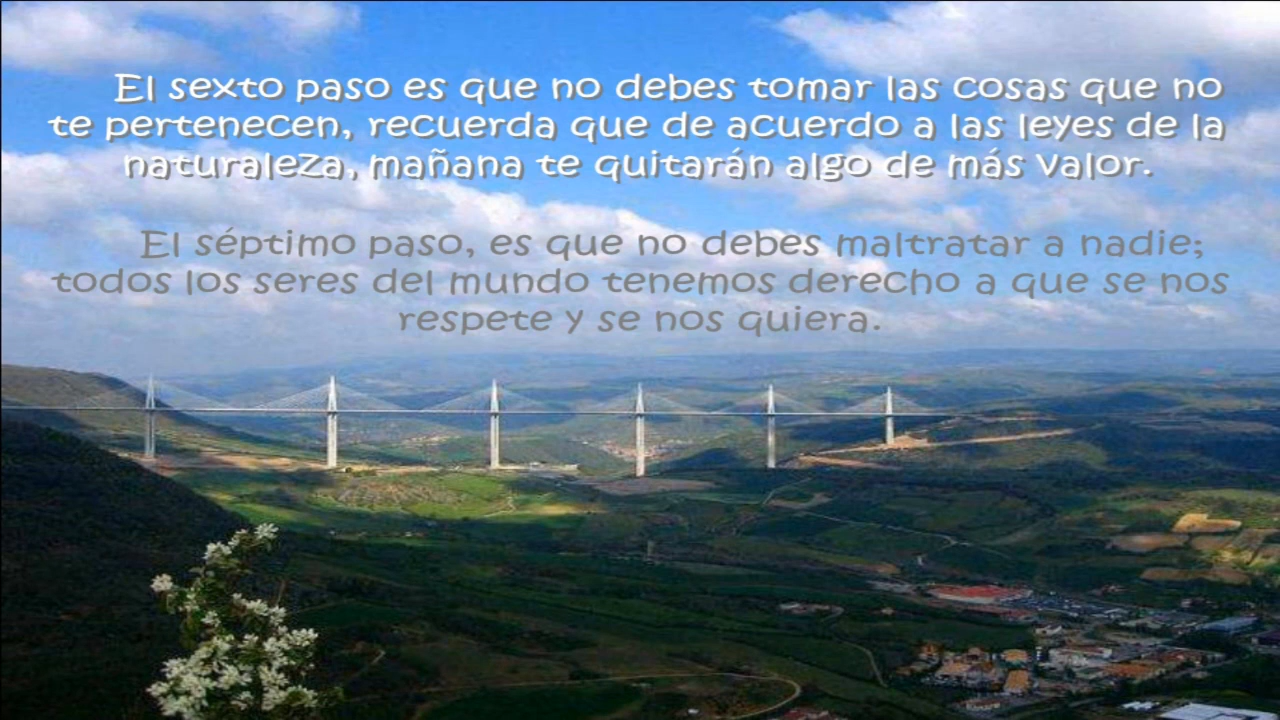 El sexto paso es que no debes tomar las cosas que no
te pertenecen, recuerda que de acuerdo a las leyes de la
naturaleza, mañana te quitarán algo de más valor.
El séptimo paso, es que no debes maltratar a nadie;
todos los seres del mundo tenemos derecho a que se nos
respete y se nos quiera.